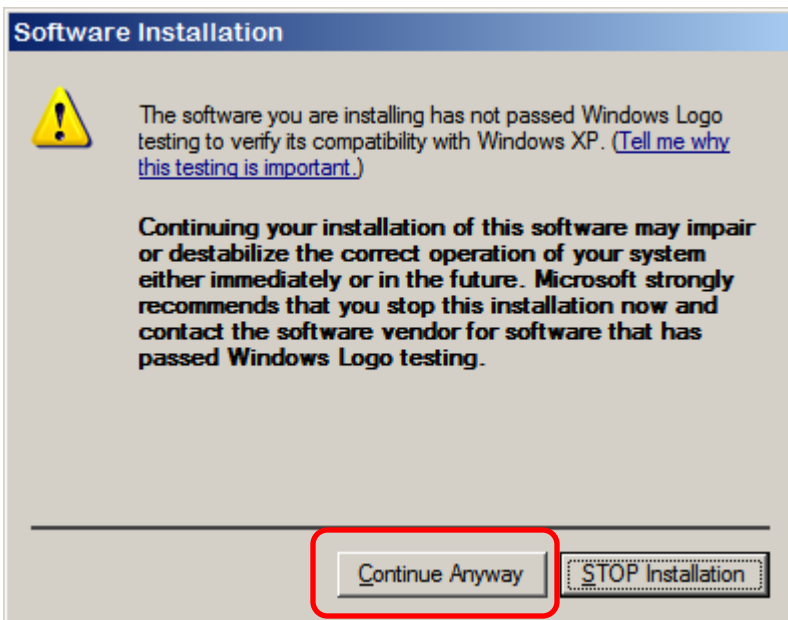 Software Installation
The software you are installing has not passed Windows Logo
testing to verify its compatibility with Windows XP. (Tell me why
this testing is important.)
Continuing your installation of this software may impair
or destabilize the correct operation of your system
either immediately or in the future. Microsoft strongly
recommends that you stop this installation now and
contact the software vendor for software that has
passed Windows Logo testing.
Continue Anyway
STOP Installation